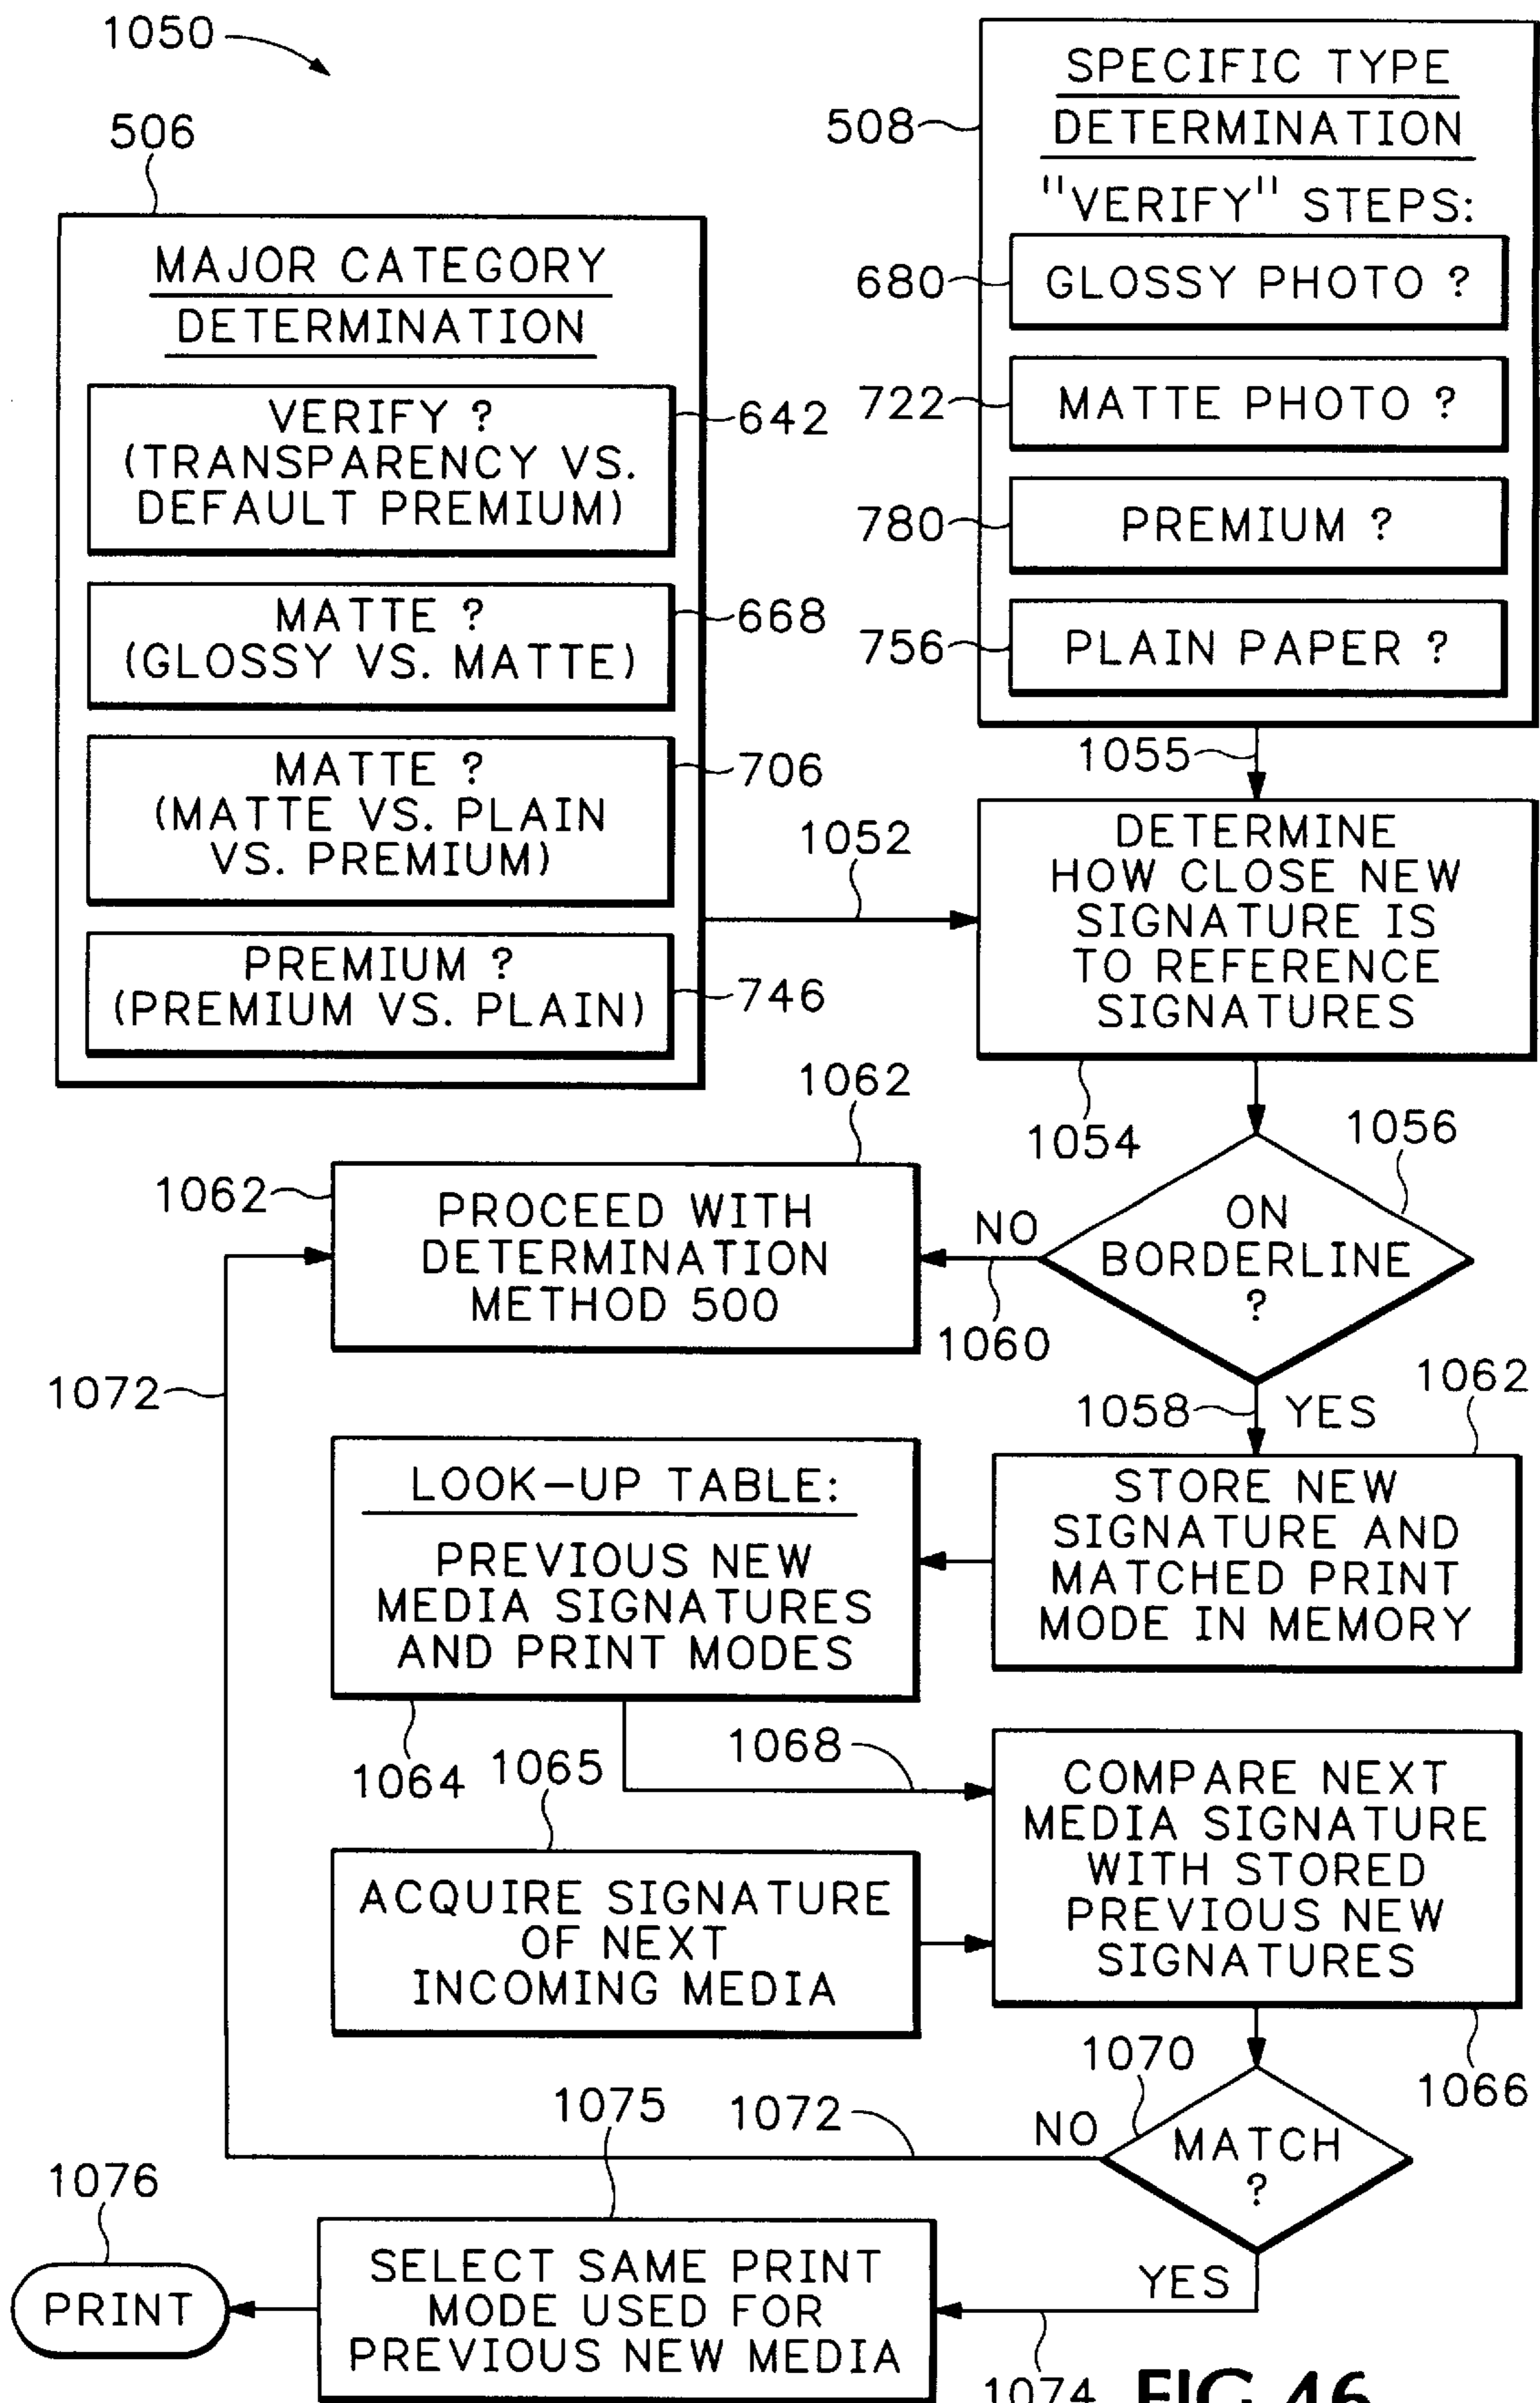 1050
506
MAJOR CATEGORY
DETERMINATION
VERIFY ?
(TRANSPARENCY VS.
DEFAULT PREMIUM)
642
MATTE ?
(GLOSSY VS. MATTE)
668
MATTE ?
(MATTE VS. PLAIN
VS. PREMIUM)
706
PREMIUM ?
(PREMIUM VS. PLAIN)
746
508
SPECIFIC TYPE
DETERMINATION
"VERIFY" STEPS:
680
GLOSSY PHOTO ?
722
MATTE PHOTO ?
780
PREMIUM ?
756
PLAIN PAPER ?
1055
1052
DETERMINE
HOW CLOSE NEW
SIGNATURE IS
TO REFERENCE
SIGNATURES
1054
1056
ON
BORDERLINE
?
NO
1060
1062
1062
PROCEED WITH
DETERMINATION
METHOD 500
1072
1058
YES
1062
STORE NEW
SIGNATURE AND
MATCHED PRINT
MODE IN MEMORY
LOOK-UP TABLE:
PREVIOUS NEW
MEDIA SIGNATURES
AND PRINT MODES
1064
1068
1065
ACQUIRE SIGNATURE
OF NEXT
INCOMING MEDIA
COMPARE NEXT
MEDIA SIGNATURE
WITH STORED
PREVIOUS NEW
SIGNATURES
1066
1070
MATCH
?
NO
1072
YES
1074
1075
SELECT SAME PRINT
MODE USED FOR
PREVIOUS NEW MEDIA
1076
PRINT
FIG.46